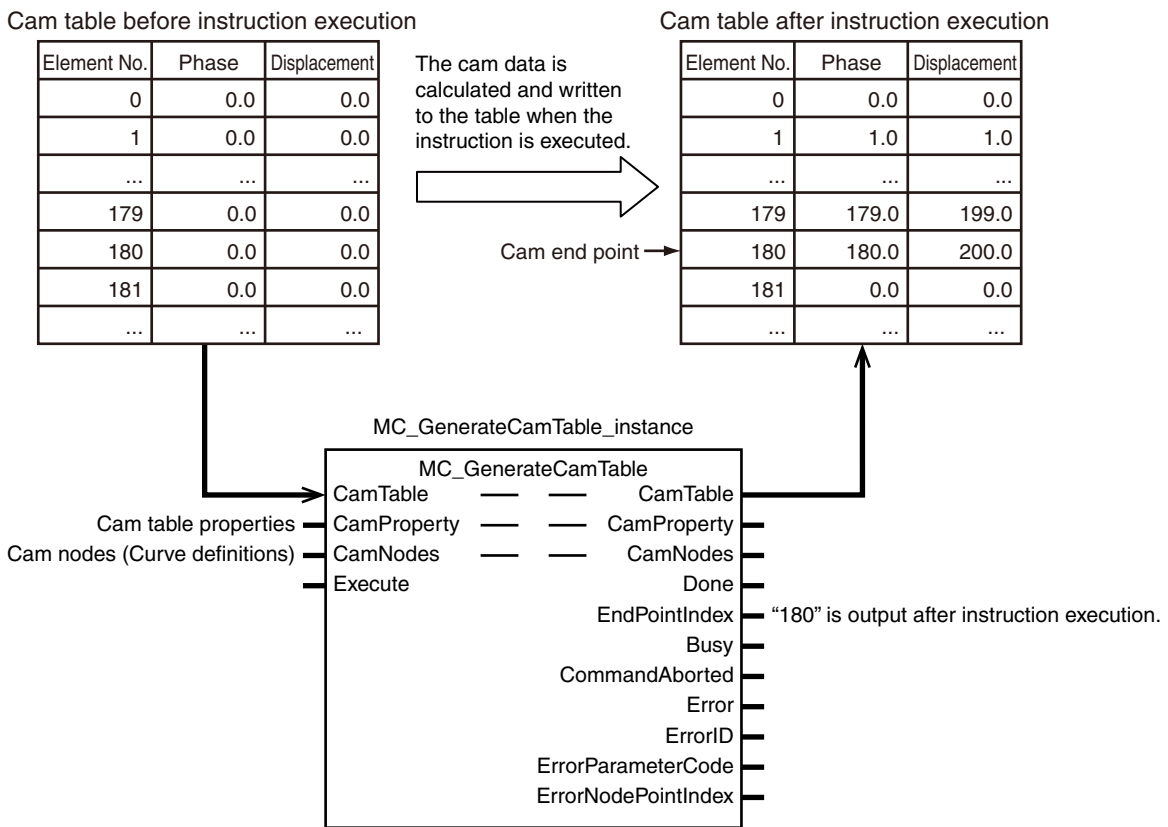 Cam table before instruction execution
Element No. Phase Displacement
0 0.0 0.0
1 0.0 0.0
... ... ...
179 0.0 0.0
180 0.0 0.0
181 0.0 0.0
... ... ...
The cam data is
calculated and written
to the table when the
instruction is executed.
Cam end point
Cam table after instruction execution
Element No. Phase Displacement
0 0.0 0.0
1 1.0 1.0
... ... ...
179 179.0 199.0
180 180.0 200.0
181 0.0 0.0
... ... ...
MC_GenerateCamTable_instance
MC_GenerateCamTable
CamTable — — CamTable
Cam table properties CamProperty — — CamProperty
Cam nodes (Curve definitions) CamNodes — — CamNodes
Execute Done
EndPointIndex “180” is output after instruction execution.
Busy
CommandAborted
Error
ErrorID
ErrorParameterCode
ErrorNodePointIndex